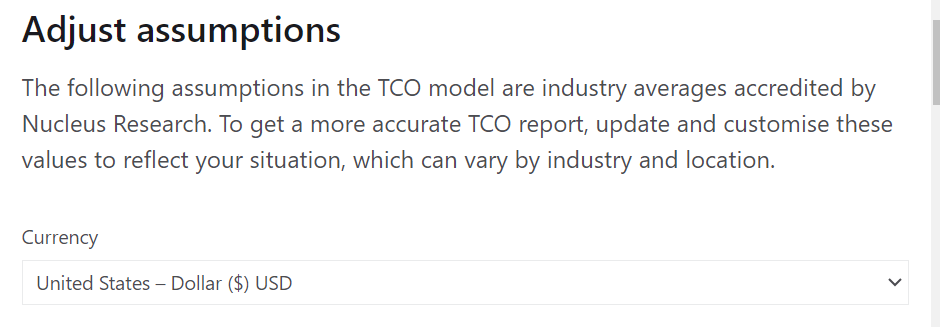 Adjust assumptions
The following assumptions in the TCO model are industry averages accredited by
Nucleus Research. To get a more accurate TCO report, update and customise these
values to reflect your situation, which can vary by industry and location.
Currency
United States – Dollar ($) USD